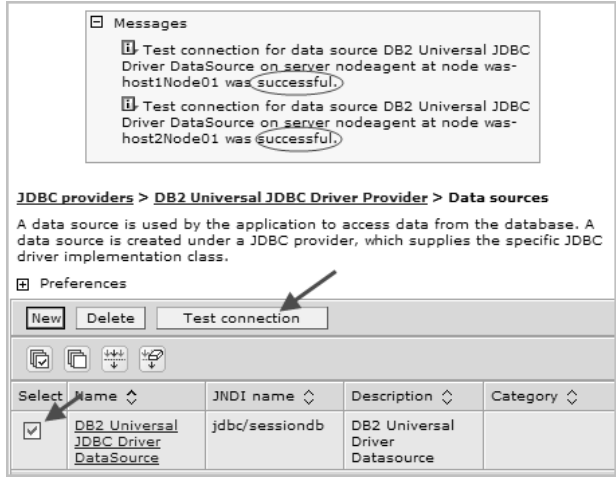 Messages
Test connection for data source DB2 Universal JDBC
Driver DataSource on server nodeagent at node was-
host1Node01 was successful.
Test connection for data source DB2 Universal JDBC
Driver DataSource on server nodeagent at node was-
host2Node01 was successful.
JDBC providers > DB2 Universal JDBC Driver Provider > Data sources
A data source is used by the application to access data from the database. A
data source is created under a JDBC provider, which supplies the specific JDBC
driver implementation class.
Preferences
New Delete Test connection
Select Name JNDI name Description Category
DB2 Universal jdbc/sessiondb DB2 Universal
JDBC Driver Driver
DataSource Datasource